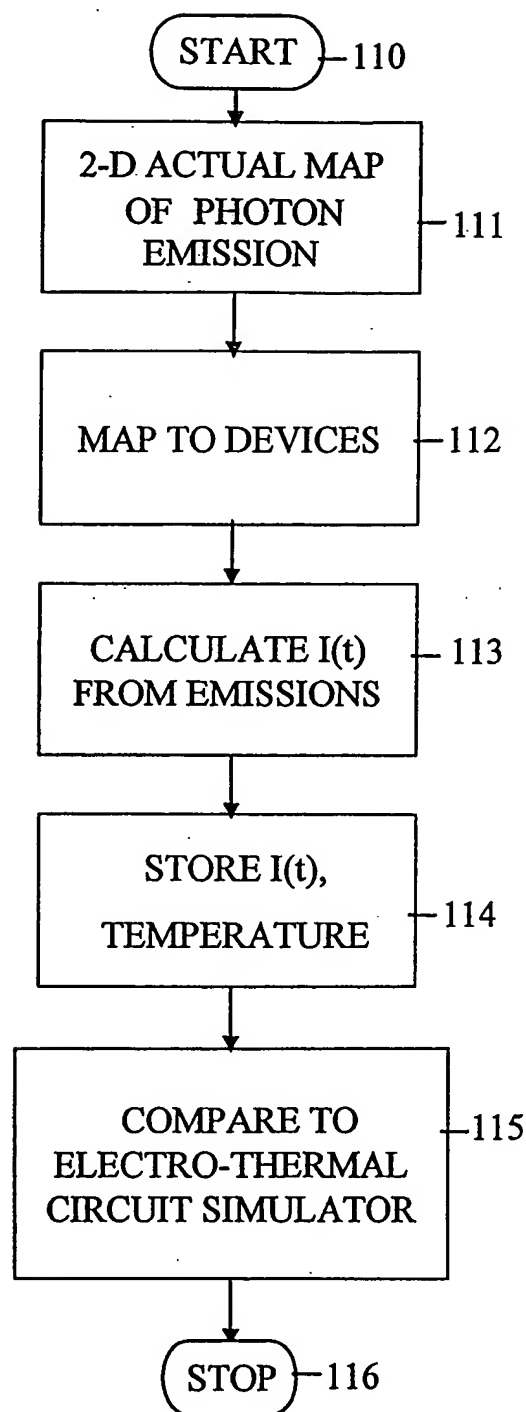 START
110
2-D ACTUAL MAP
OF PHOTON
EMISSION
111
MAP TO DEVICES
112
CALCULATE I(t)
FROM EMISSIONS
113
STORE I(t),
TEMPERATURE
114
COMPARE TO
ELECTRO-THERMAL
CIRCUIT SIMULATOR
115
STOP
116